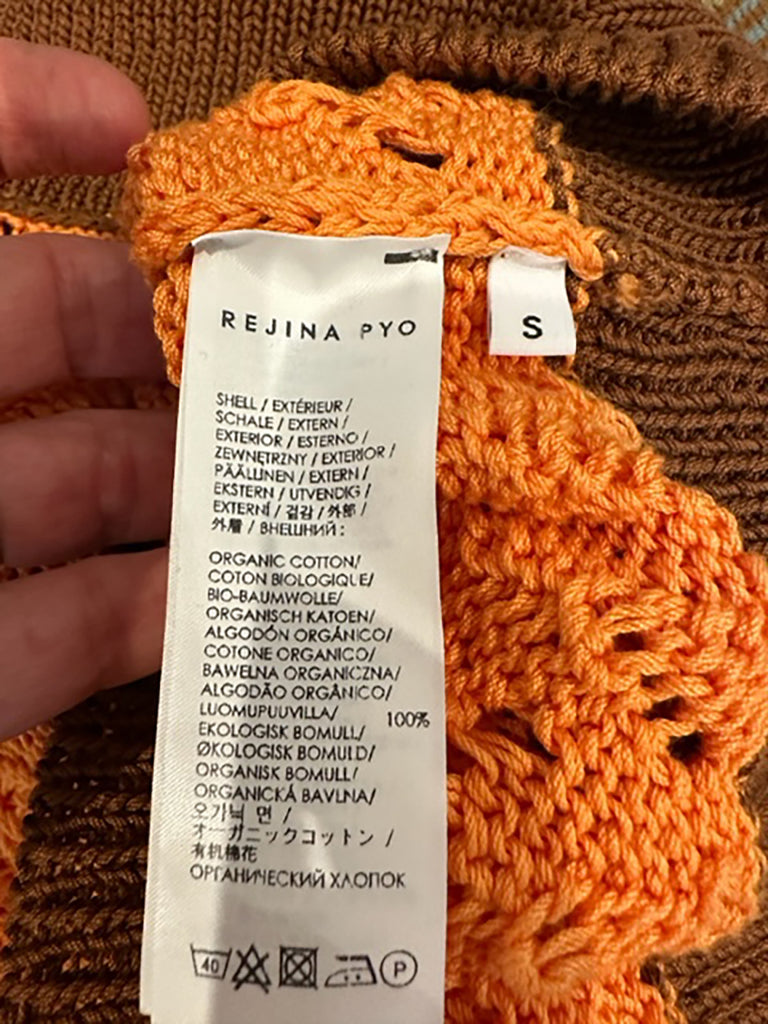 REJINA PYO
S
SHELL / EXTÉRIEUR /
SCHALE / EXTERN /
EXTERIOR / ESTERNO /
ZEWNĘTRZNY / EXTERIOR /
PÄÄLLINEN / EXTERN /
EKSTERN / UTVENDIG /
EXTERNÍ / 겉감 / 外部 /
外層 / ВНЕШНИЙ :
ORGANIC COTTON/
COTON BIOLOGIQUE/
BIO-BAUMWOLLE/
ORGANISCH KATOEN/
ALGODÓN ORGÁNICO/
COTONE ORGANICO/
BAWEŁNA ORGANICZNA/
ALGODÃO ORGÂNICO/
LUOMUPUUVILLA/ 100%
EKOLOGISK BOMULL/
ØKOLOGISK BOMULD/
ORGANISK BOMULL/
ORGANICKÁ BAVLNA/
오가닉 면 /
オーガニックコットン /
有机棉花
ОРГАНИЧЕСКИЙ ХЛОПОК
40 P